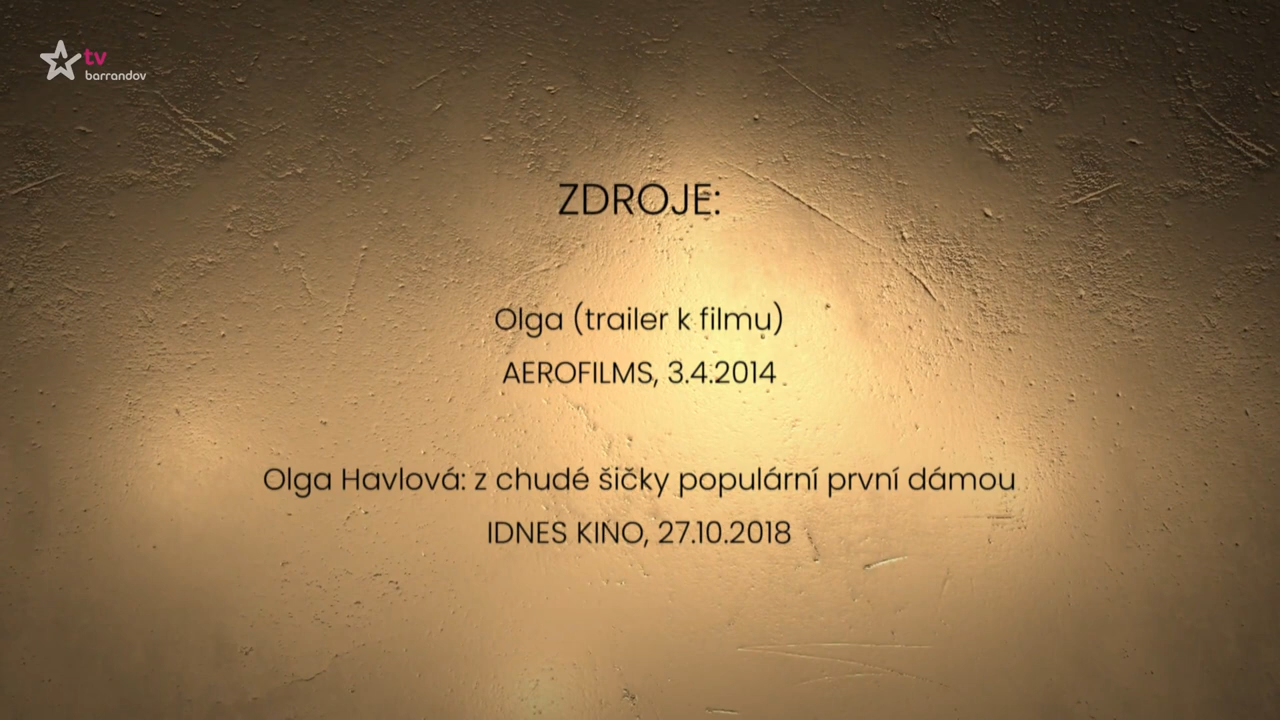 tv
barrandov
ZDROJE:
Olga (trailer k filmu)
AEROFILMS, 3.4.2014
Olga Havlová: z chudé šičky populární první dámou
IDNES KINO, 27.10.2018